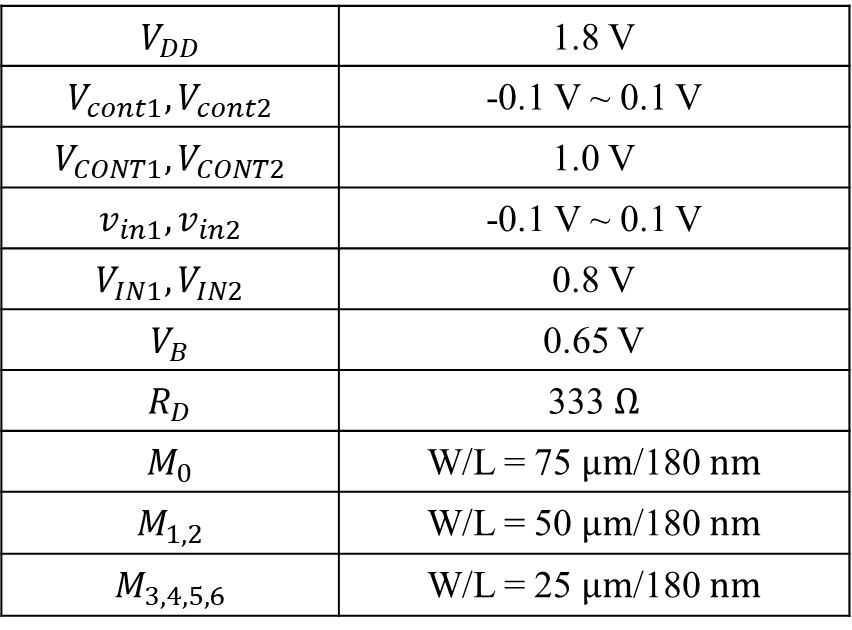 V_{DD} 1.8 V
V_{cont1}, V_{cont2} -0.1 V ~ 0.1 V
V_{CONT1}, V_{CONT2} 1.0 V
v_{in1}, v_{in2} -0.1 V ~ 0.1 V
V_{IN1}, V_{IN2} 0.8 V
V_B 0.65 V
R_D 333 Ω
M_0 W/L = 75 μm/180 nm
M_{1,2} W/L = 50 μm/180 nm
M_{3,4,5,6} W/L = 25 μm/180 nm